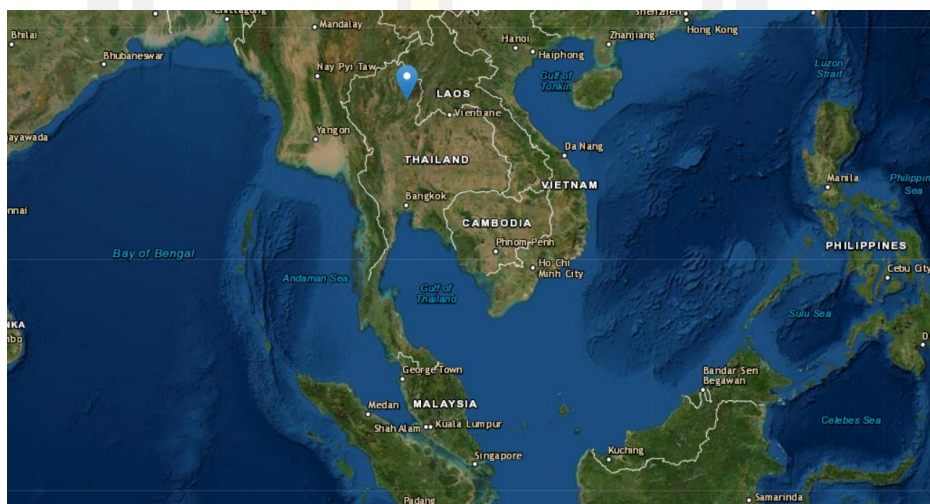 Chittagong
Mandalay
Shenzhen
Bhilai
Hanoi
Zhanjiang
Hong Kong
Bhubaneswar
Haiphong
Nay Pyi Taw
Luzon
Strait
Gulf of
Tonkin
LAOS
Vientiane
Yangon
Da Nang
THAILAND
VIETNAM
Manila
Philippin
Sea
Bangkok
CAMBODIA
Phnom Penh
PHILIPPINES
Bay of Bengal
Ho Chi
Minh City
Cebu City
Andaman Sea
Gulf of
Thailand
Sulu Sea
George Town
Bandar Seri
Begawan
Medan
MALAYSIA
Shah Alam
Kuala Lumpur
Celebes Sea
Kuching
Singapore
Padang
Samarinda